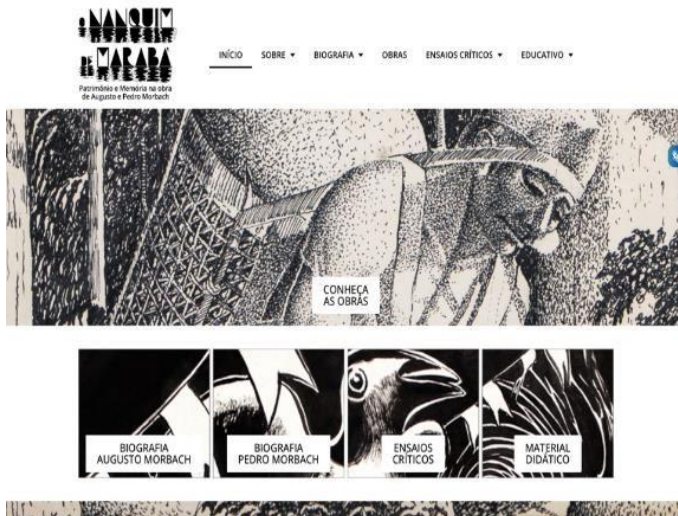 O NANQUIM
DE MARABÁ
Patrimônio e Memória na obra
de Augusto e Pedro Morbach
INÍCIO SOBRE BIOGRAFIA OBRAS ENSAIOS CRÍTICOS EDUCATIVO
CONHEÇA
AS OBRAS
BIOGRAFIA
AUGUSTO MORBACH
BIOGRAFIA
PEDRO MORBACH
ENSAIOS
CRÍTICOS
MATERIAL
DIDÁTICO